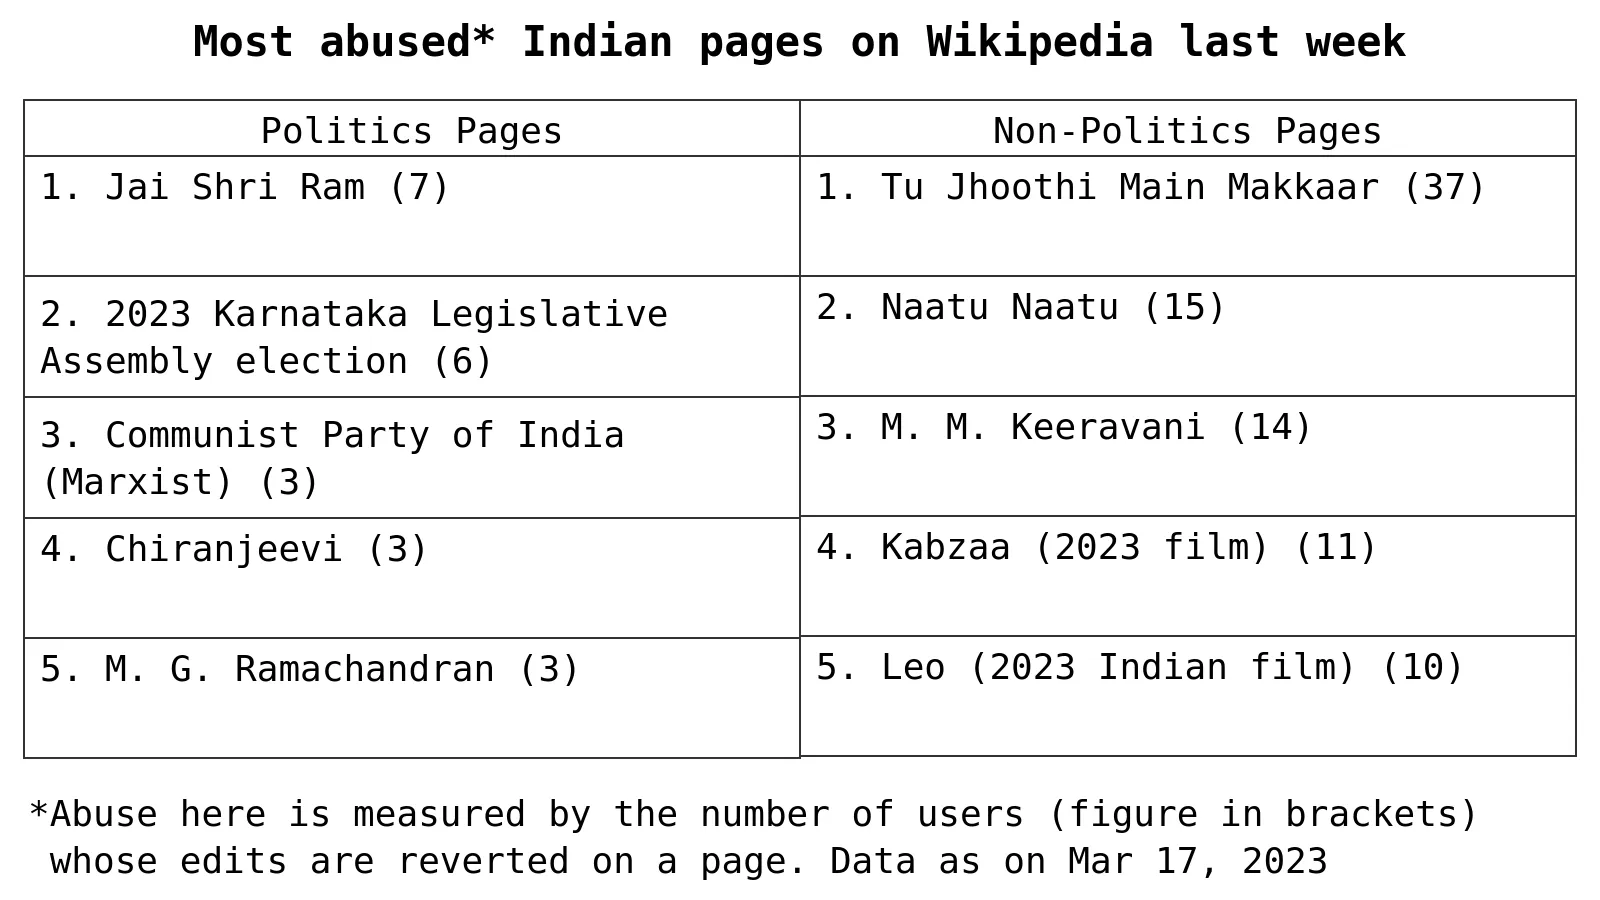 Most abused* Indian pages on Wikipedia last week
Politics Pages
1. Jai Shri Ram (7)
2. 2023 Karnataka Legislative
Assembly election (6)
3. Communist Party of India
(Marxist) (3)
4. Chiranjeevi (3)
5. M. G. Ramachandran (3)
Non-Politics Pages
1. Tu Jhoothi Main Makkaar (37)
2. Naatu Naatu (15)
3. M. M. Keeravani (14)
4. Kabzaa (2023 film) (11)
5. Leo (2023 Indian film) (10)
*Abuse here is measured by the number of users (figure in brackets)
whose edits are reverted on a page. Data as on Mar 17, 2023